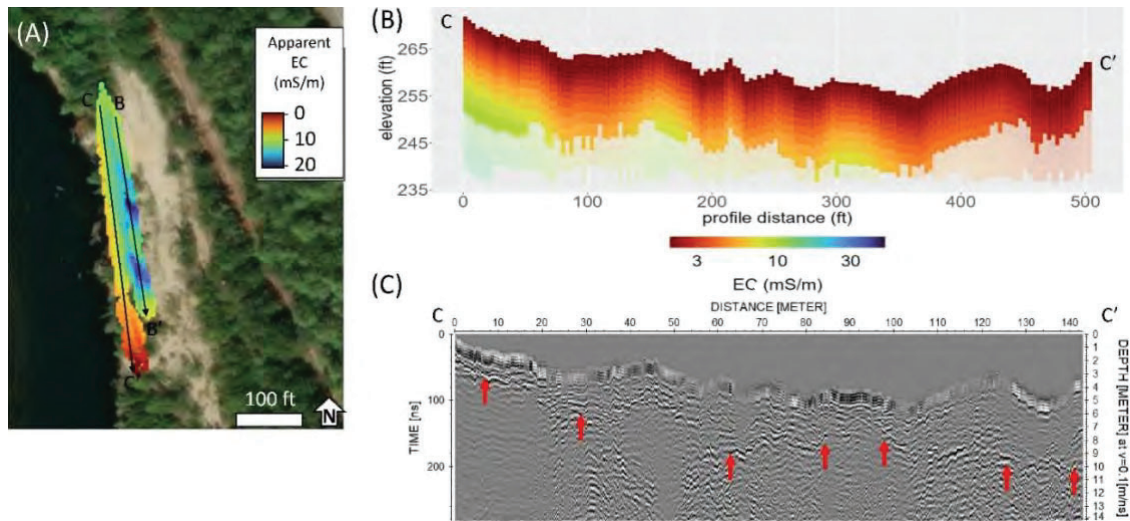 (A)
Apparent
EC
(mS/m)
0
10
20
C
B
B'
C'
100 ft
N
(B)
C
C'
265
255
245
235
elevation (ft)
0
100
200
300
400
500
profile distance (ft)
3
10
30
EC (mS/m)
(C)
DISTANCE [METER]
C
C'
0
10
20
30
40
50
60
70
80
90
100
110
120
130
140
0
100
200
TIME [ns]
0
1
2
3
4
5
6
7
8
9
10
11
12
13
14
DEPTH [METER] at v=0.1[m/ns]